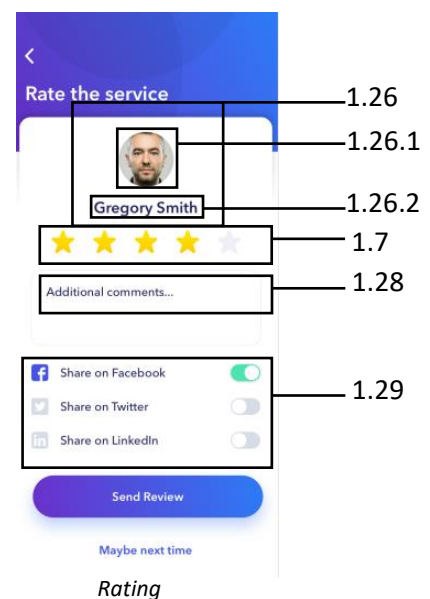 Rate the service
1.26
1.26.1
Gregory Smith
1.26.2
1.7
Additional comments...
1.28
f Share on Facebook
Share on Twitter
1.29
in Share on LinkedIn
Send Review
Maybe next time
Rating